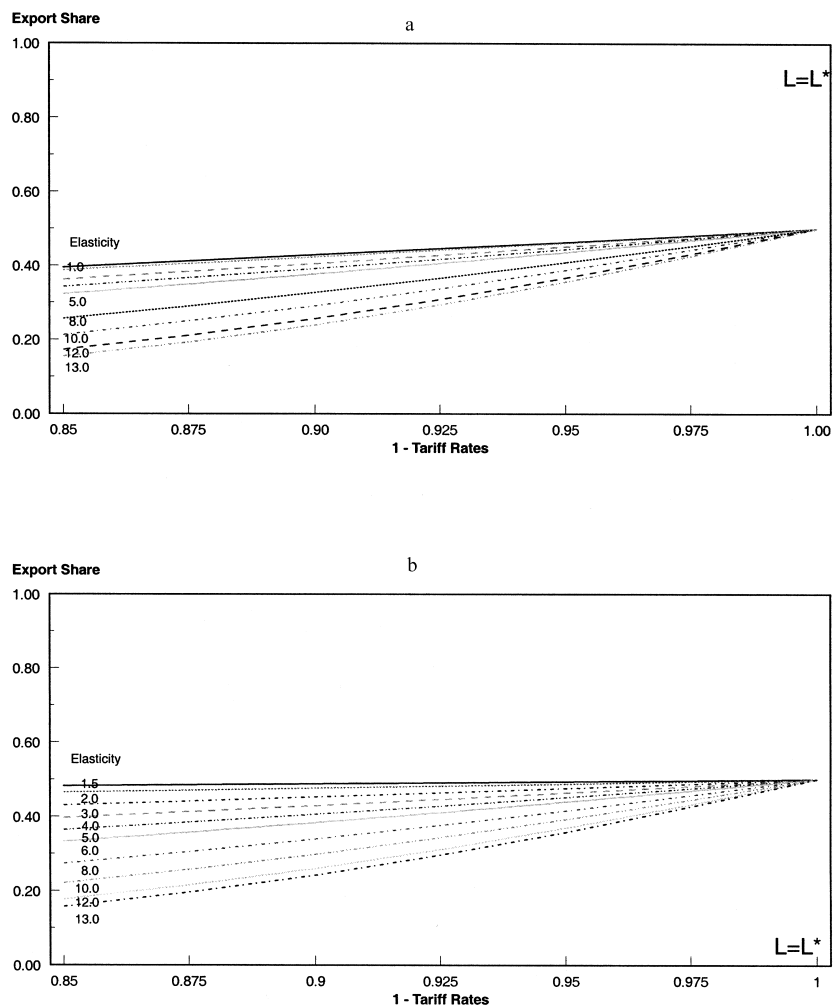 a
Export Share
1.00
L=L*
0.80
0.60
Elasticity
0.40
1.0
5.0
8.0
0.20
10.0
12.0
13.0
0.00
0.85 0.875 0.90 0.925 0.95 0.975 1.00
1 - Tariff Rates
b
Export Share
1.00
0.80
0.60
Elasticity
1.5
2.0
3.0
0.40
4.0
5.0
6.0
8.0
0.20
10.0
12.0
13.0
L=L*
0.00
0.85 0.875 0.9 0.925 0.95 0.975 1
1 - Tariff Rates